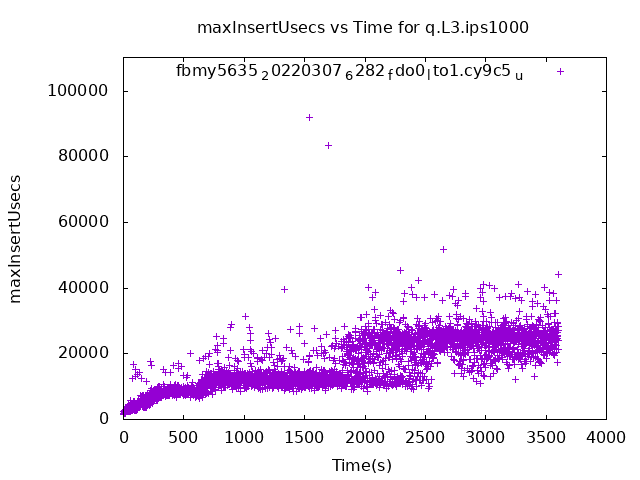 maxInsertUsecs vs Time for q.L3.ips1000
fbmy5635_20220307_6282_fdo0_lto1.cy9c5_u
100000
80000
60000
40000
20000
0
maxInsertUsecs
0 500 1000 1500 2000 2500 3000 3500 4000
Time(s)